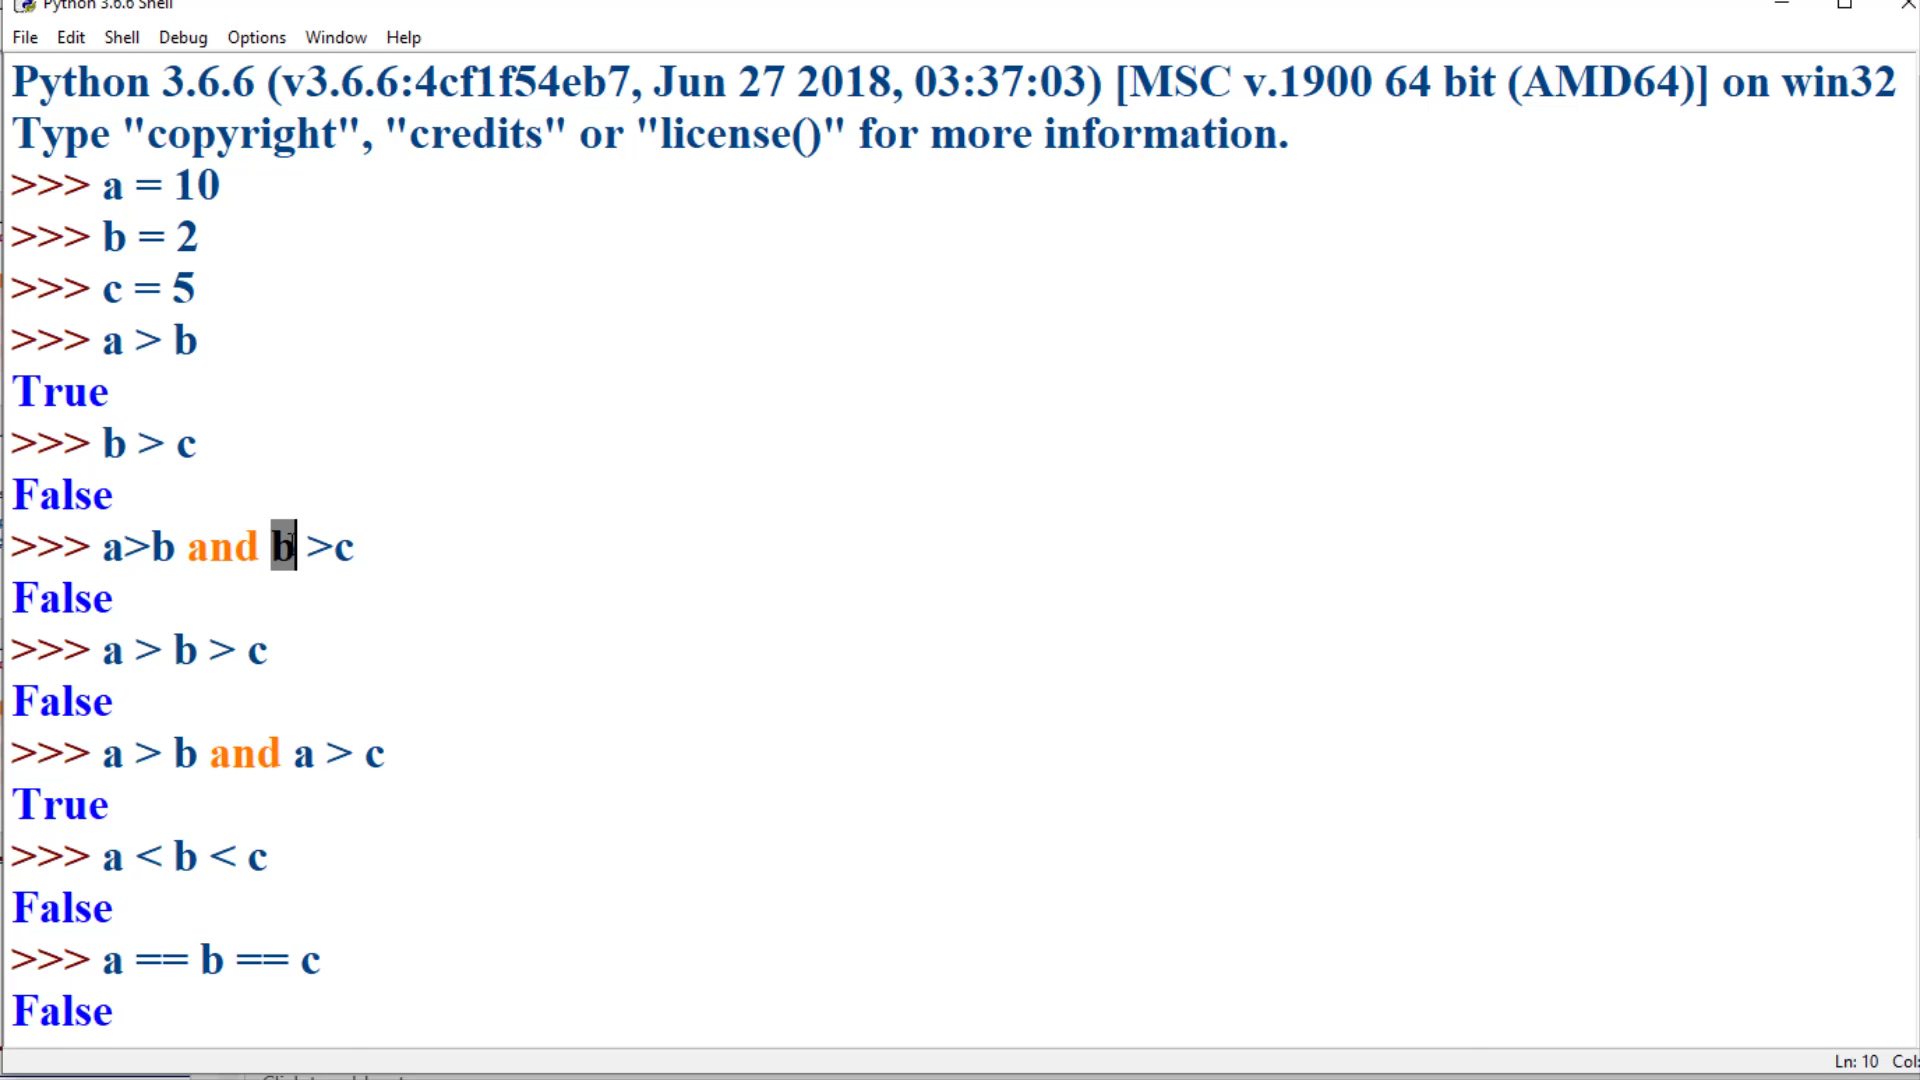 Python 3.6.6 Shell
File Edit Shell Debug Options Window Help
Python 3.6.6 (v3.6.6:4cf1f54eb7, Jun 27 2018, 03:37:03) [MSC v.1900 64 bit (AMD64)] on win32
Type "copyright", "credits" or "license()" for more information.
>>> a = 10
>>> b = 2
>>> c = 5
>>> a > b
True
>>> b > c
False
>>> a>b and b >c
False
>>> a > b > c
False
>>> a > b and a > c
True
>>> a < b < c
False
>>> a == b == c
False
Ln: 10 Col: